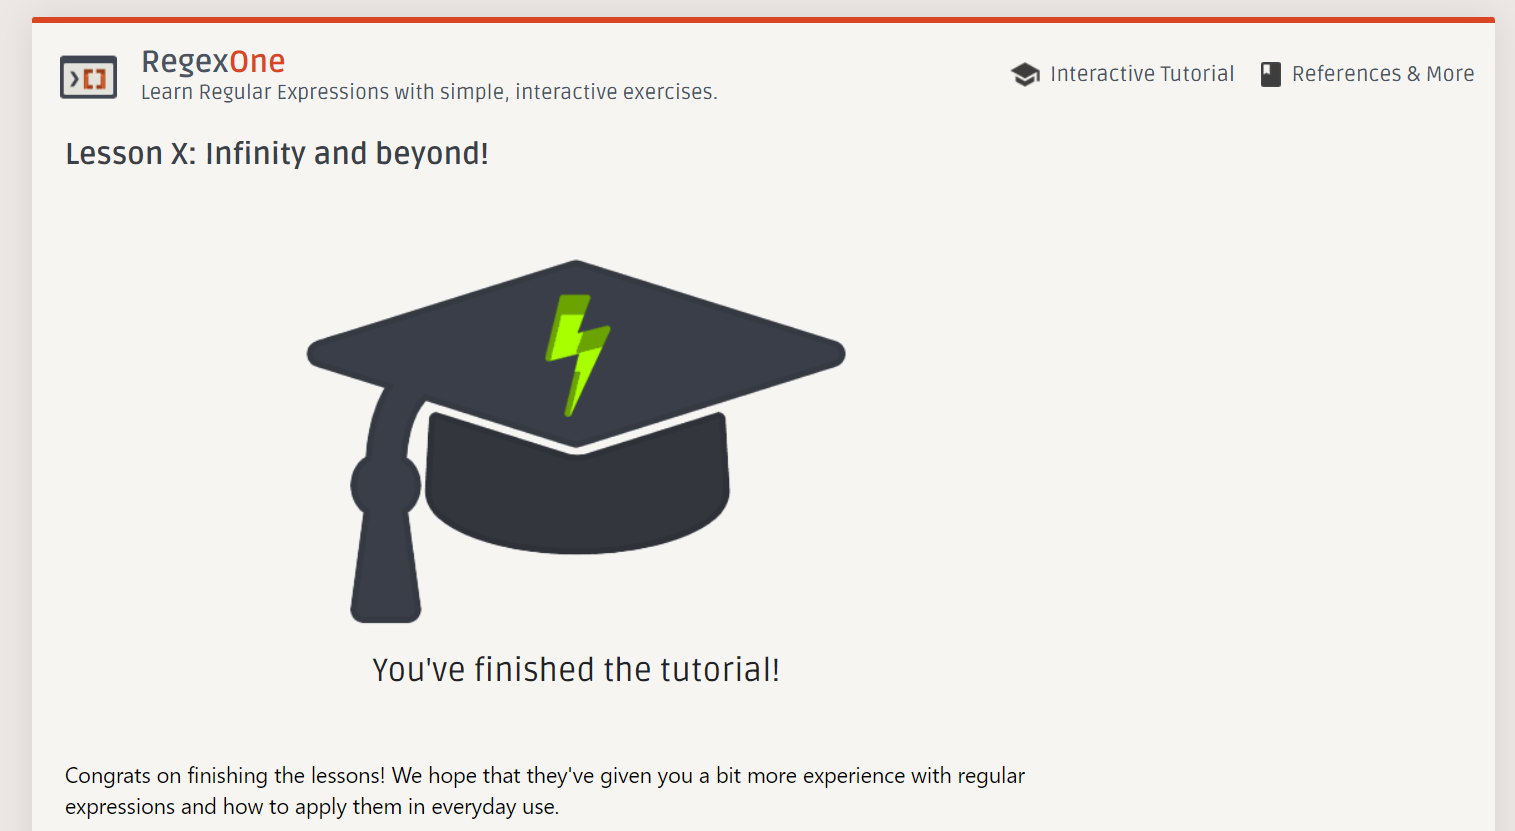 RegexOne
Learn Regular Expressions with simple, interactive exercises.
Interactive Tutorial
References & More
Lesson X: Infinity and beyond!
You've finished the tutorial!
Congrats on finishing the lessons! We hope that they've given you a bit more experience with regular
expressions and how to apply them in everyday use.